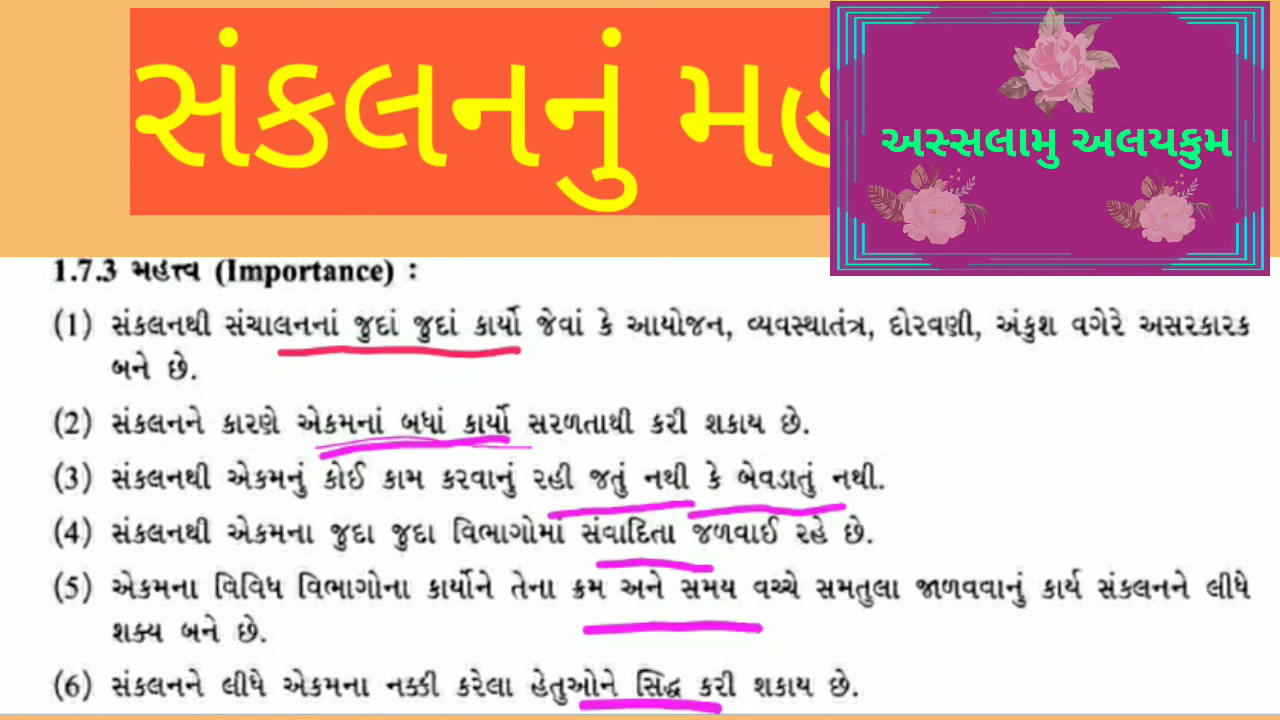 સંકલનનું મહ
અસ્સલામુ અલયકુમ
1.7.3 મહત્ત્વ (Importance) :
(1) સંકલનથી સંચાલનનાં જુદાં જુદાં કાર્યો જેવાં કે આયોજન, વ્યવસ્થાતંત્ર, દોરવણી, અંકુશ વગેરે અસરકારક
બને છે.
(2) સંકલનને કારણે એકમનાં બધાં કાર્યો સરળતાથી કરી શકાય છે.
(3) સંકલનથી એકમનું કોઈ કામ કરવાનું રહી જતું નથી કે બેવડાતું નથી.
(4) સંકલનથી એકમના જુદા જુદા વિભાગોમાં સંવાદિતા જળવાઈ રહે છે.
(5) એકમના વિવિધ વિભાગોના કાર્યોને તેના ક્રમ અને સમય વચ્ચે સમતુલા જાળવવાનું કાર્ય સંકલનને લીધે
શક્ય બને છે.
(6) સંકલનને લીધે એકમના નક્કી કરેલા હેતુઓને સિદ્ધ કરી શકાય છે.